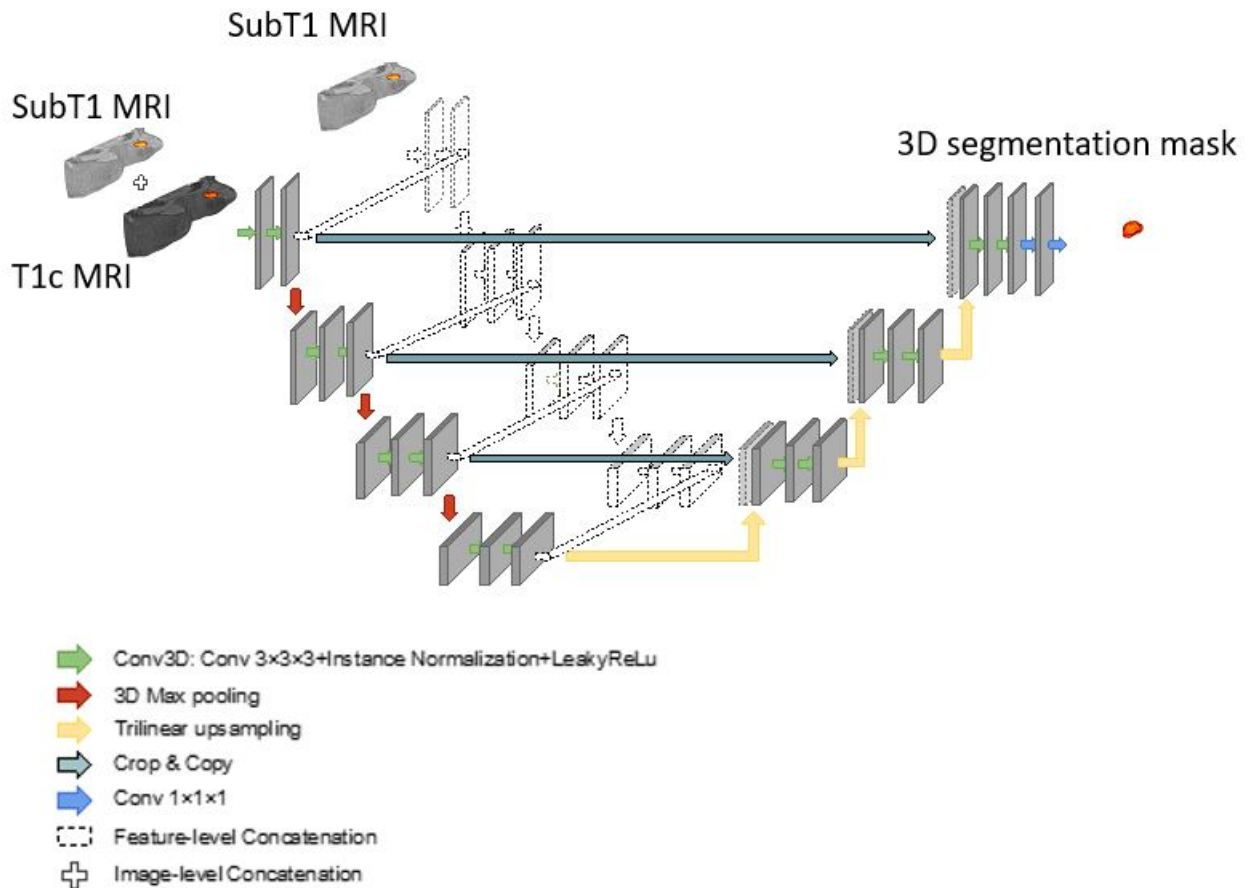 SubT1 MRI
SubT1 MRI
T1c MRI
3D segmentation mask
Conv3D: Conv 3×3×3+Instance Normalization+LeakyReLu
3D Max pooling
Trilinear upsampling
Crop & Copy
Conv 1×1×1
Feature-level Concatenation
Image-level Concatenation